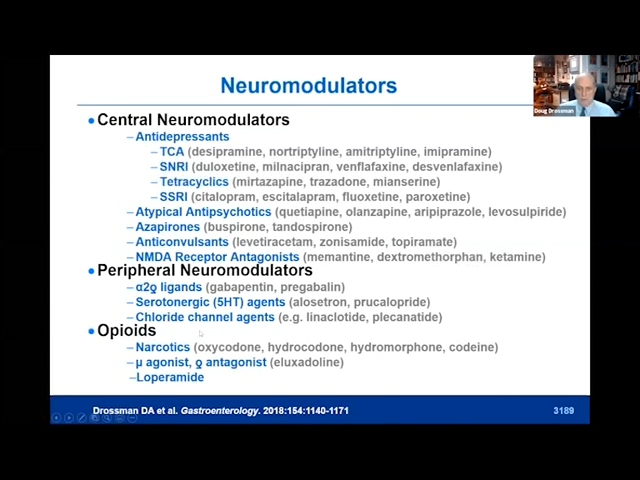 Neuromodulators
Doug Drossman
•Central Neuromodulators
–Antidepressants
–TCA (desipramine, nortriptyline, amitriptyline, imipramine)
–SNRI (duloxetine, milnacipran, venflafaxine, desvenlafaxine)
–Tetracyclics (mirtazapine, trazadone, mianserine)
–SSRI (citalopram, escitalapram, fluoxetine, paroxetine)
–Atypical Antipsychotics (quetiapine, olanzapine, aripiprazole, levosulpiride)
–Azapirones (buspirone, tandospirone)
–Anticonvulsants (levetiracetam, zonisamide, topiramate)
–NMDA Receptor Antagonists (memantine, dextromethorphan, ketamine)
•Peripheral Neuromodulators
–α2ƍ ligands (gabapentin, pregabalin)
–Serotonergic (5HT) agents (alosetron, prucalopride)
–Chloride channel agents (e.g. linaclotide, plecanatide)
•Opioids
–Narcotics (oxycodone, hydrocodone, hydromorphone, codeine)
–μ agonist, ƍ antagonist (eluxadoline)
–Loperamide
Drossman DA et al. Gastroenterology. 2018:154:1140-1171
3189